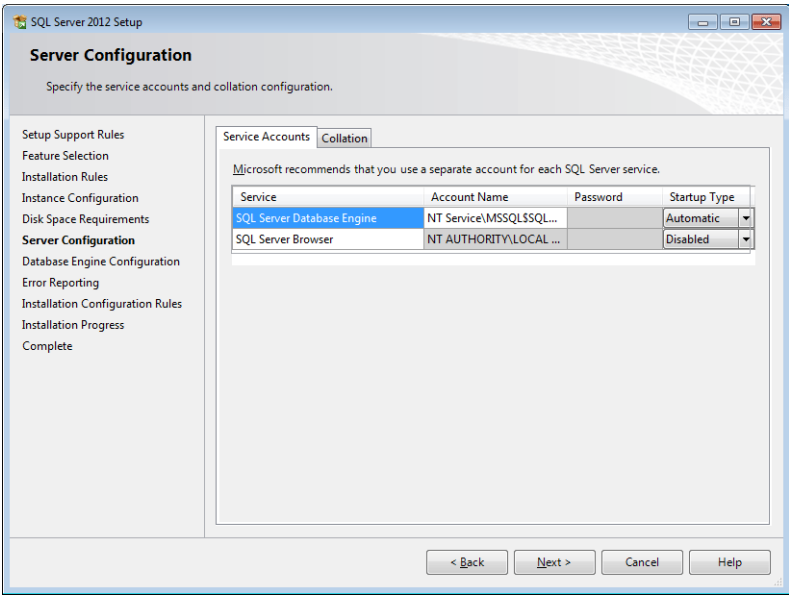 SQL Server 2012 Setup
Server Configuration
Specify the service accounts and collation configuration.
Setup Support Rules
Feature Selection
Installation Rules
Instance Configuration
Disk Space Requirements
Server Configuration
Database Engine Configuration
Error Reporting
Installation Configuration Rules
Installation Progress
Complete
Service Accounts Collation
Microsoft recommends that you use a separate account for each SQL Server service.
Service Account Name Password Startup Type
SQL Server Database Engine NT Service\MSSQL$SQL... Automatic
SQL Server Browser NT AUTHORITY\LOCAL ... Disabled
< Back Next > Cancel Help